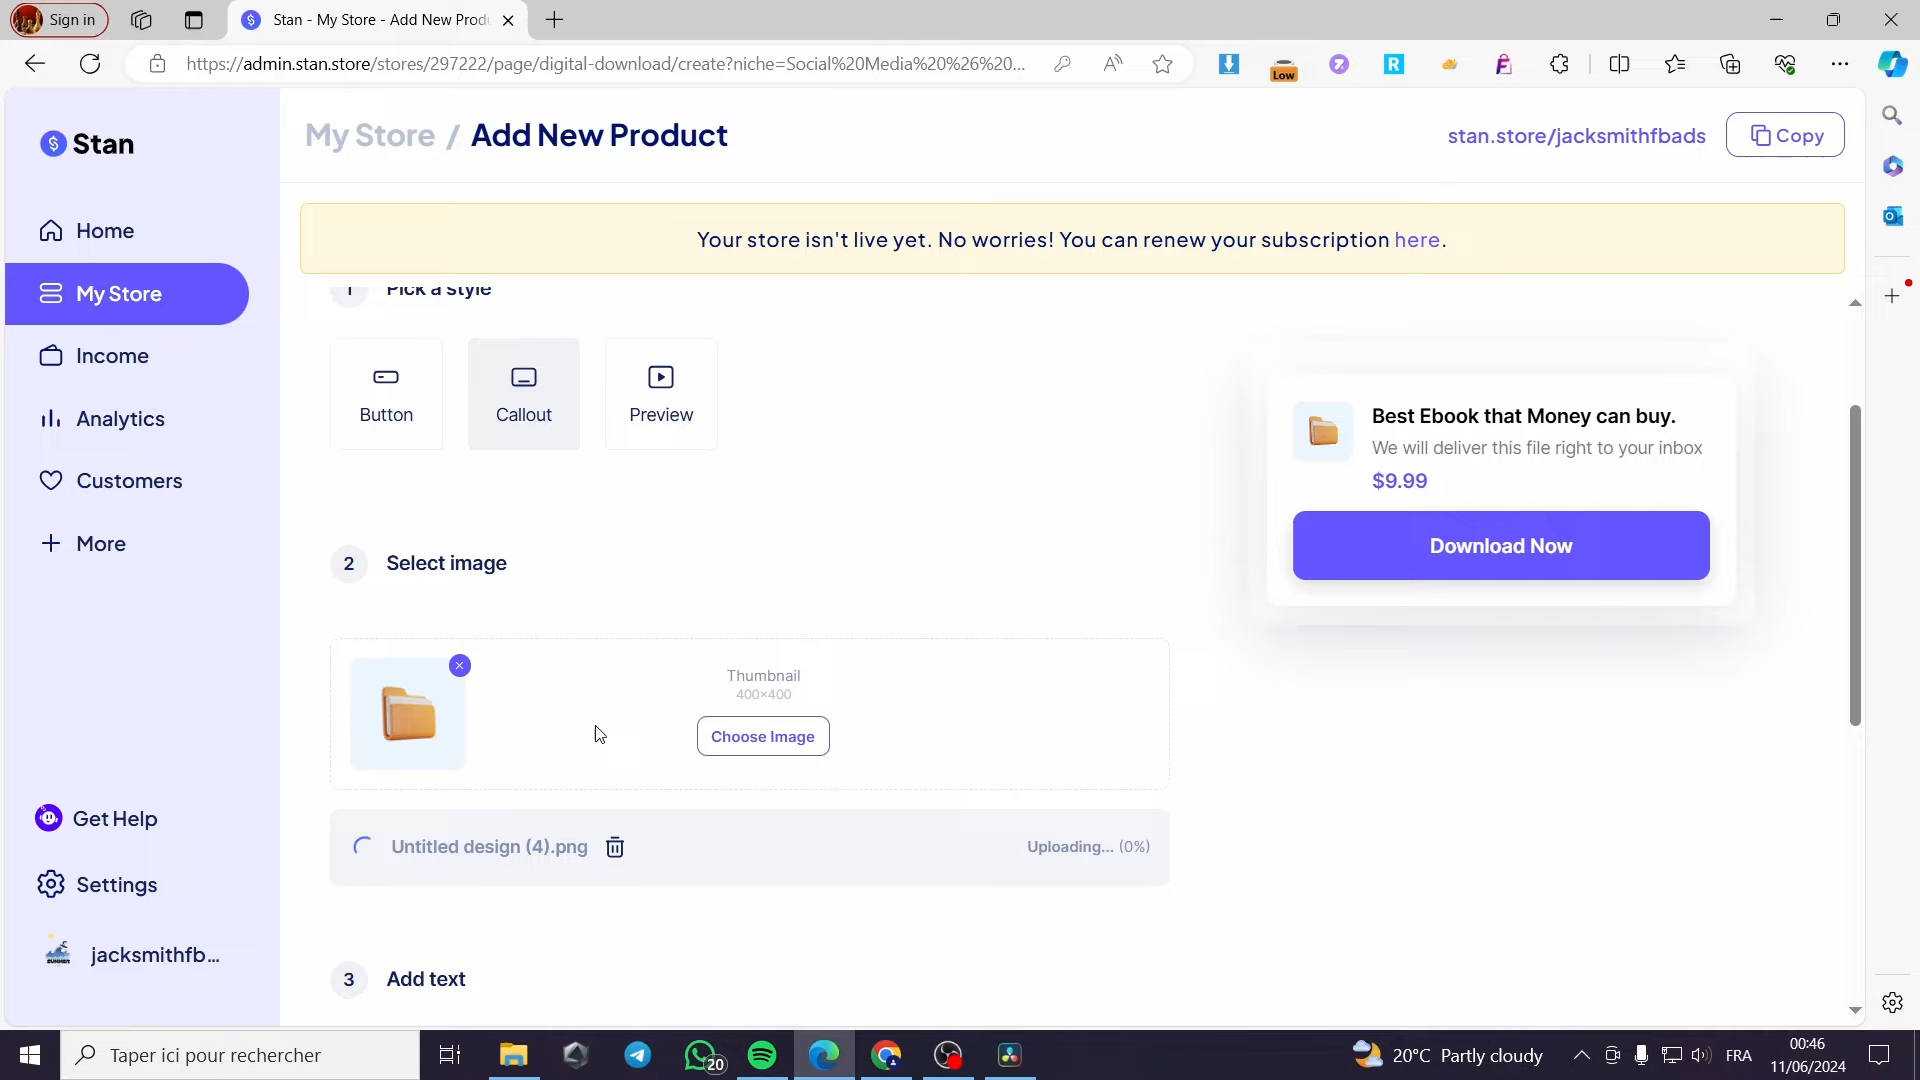 Sign in
Stan - My Store - Add New Produ
https://admin.stan.store/stores/297222/page/digital-download/create?niche=Social%20Media%20%26%20...
Low
Stan
My Store / Add New Product
stan.store/jacksmithfbads
Copy
Home
Your store isn't live yet. No worries! You can renew your subscription here.
My Store
1 Pick a style
Income
Button
Callout
Preview
Analytics
Best Ebook that Money can buy.
We will deliver this file right to your inbox
$9.99
Customers
More
Download Now
2 Select image
Thumbnail
400×400
Choose Image
Get Help
Untitled design (4).png
Uploading... (0%)
Settings
jacksmithfb...
3 Add text
Taper ici pour rechercher
20
20°C Partly cloudy
FRA
00:46
11/06/2024